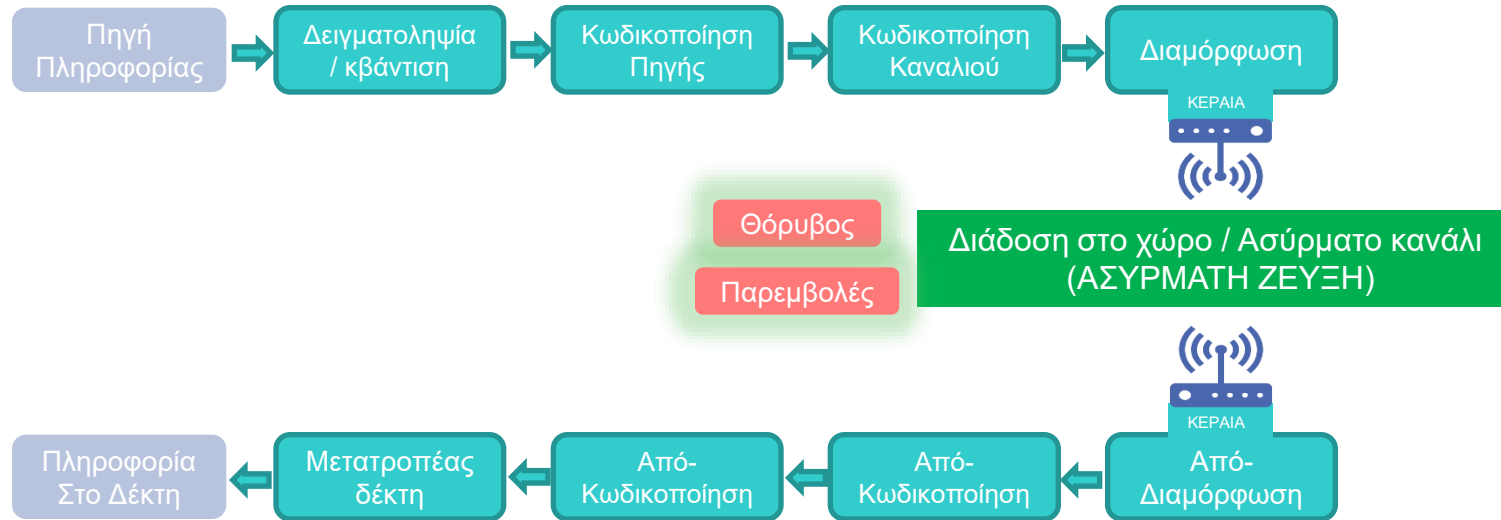 Πηγή
Πληροφορίας
Δειγματοληψία
/ κβάντιση
Κωδικοποίηση
Πηγής
Κωδικοποίηση
Καναλιού
Διαμόρφωση
ΚΕΡΑΙΑ
Θόρυβος
Παρεμβολές
Διάδοση στο χώρο / Ασύρματο κανάλι
(ΑΣΥΡΜΑΤΗ ΖΕΥΞΗ)
ΚΕΡΑΙΑ
Πληροφορία
Στο Δέκτη
Μετατροπέας
δέκτη
Από-
Κωδικοποίηση
Από-
Κωδικοποίηση
Από-
Διαμόρφωση